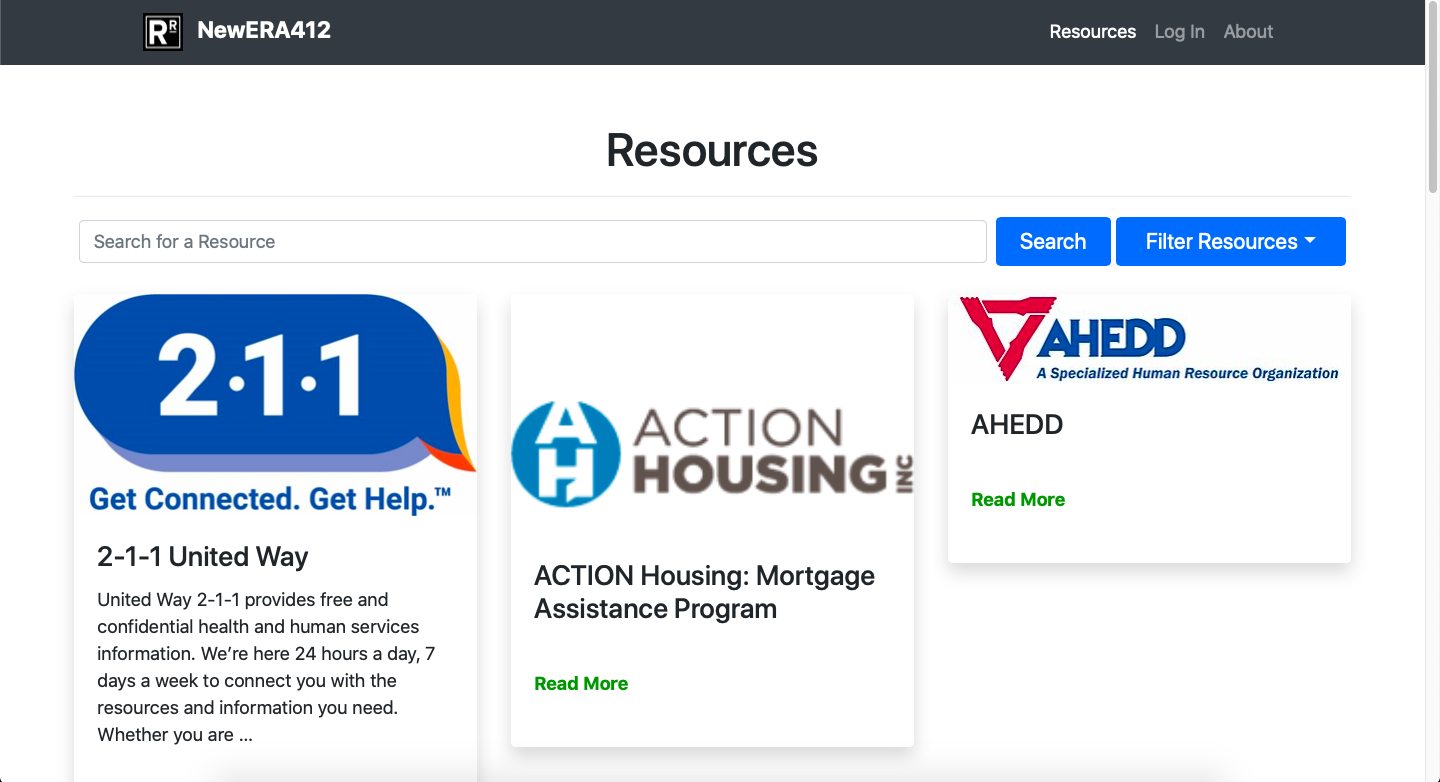 R R NewERA412
Resources Log In About
Resources
Search for a Resource
Search
Filter Resources
2·1·1
Get Connected. Get Help.™
2-1-1 United Way
United Way 2-1-1 provides free and
confidential health and human services
information. We’re here 24 hours a day, 7
days a week to connect you with the
resources and information you need.
Whether you are ...
AH
ACTION
HOUSING INC
ACTION Housing: Mortgage
Assistance Program
Read More
AHEDD
A Specialized Human Resource Organization
AHEDD
Read More